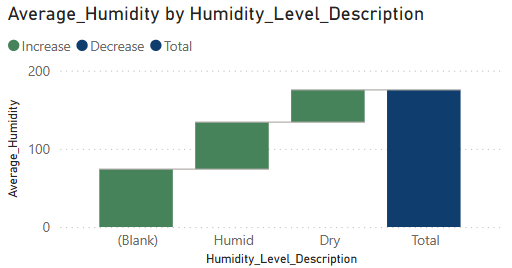 Average_Humidity by Humidity_Level_Description
Increase Decrease Total
200
100
0
Average_Humidity
(Blank) Humid Dry Total
Humidity_Level_Description